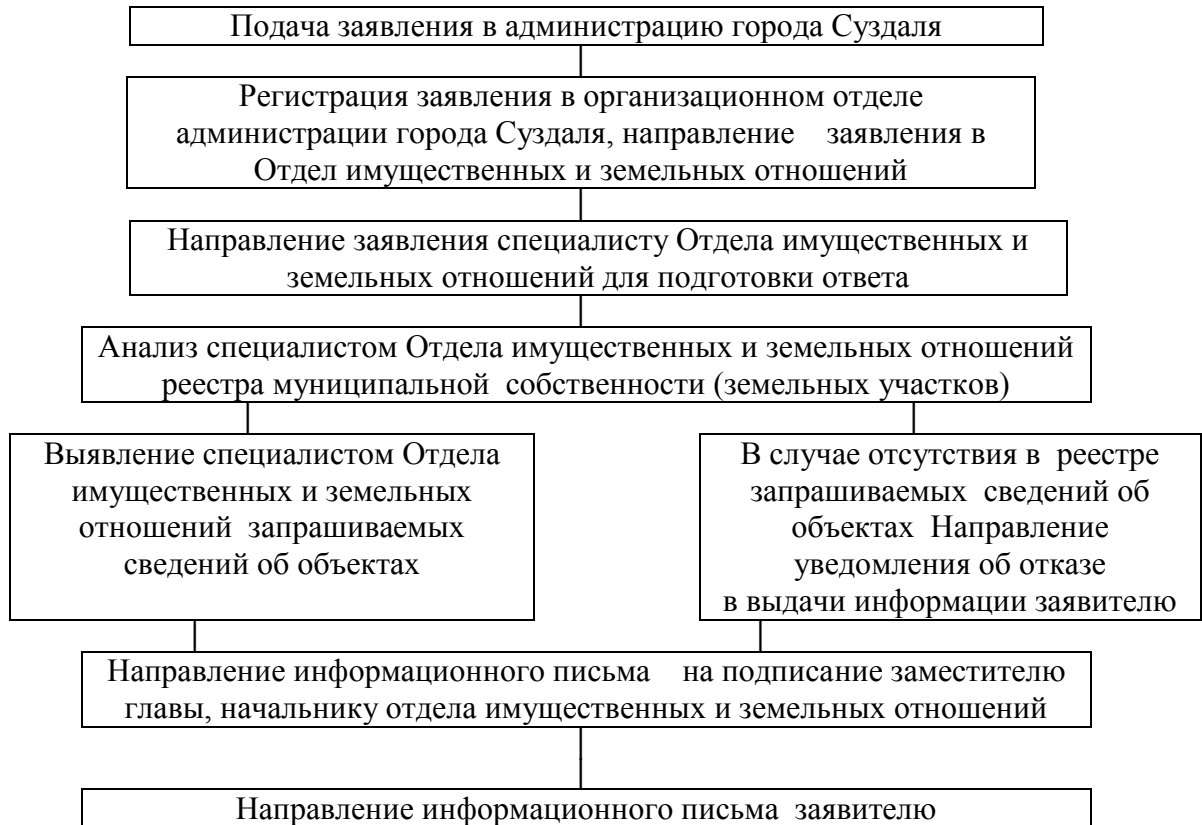 Подача заявления в администрацию города Суздаля
Регистрация заявления в организационном отделе
администрации города Суздаля, направление заявления в
Отдел имущественных и земельных отношений
Направление заявления специалисту Отдела имущественных и
земельных отношений для подготовки ответа
Анализ специалистом Отдела имущественных и земельных отношений
реестра муниципальной собственности (земельных участков)
Выявление специалистом Отдела
имущественных и земельных
отношений запрашиваемых
сведений об объектах
В случае отсутствия в реестре
запрашиваемых сведений об
объектах Направление
уведомления об отказе
в выдачи информации заявителю
Направление информационного письма на подписание заместителю
главы, начальнику отдела имущественных и земельных отношений
Направление информационного письма заявителю